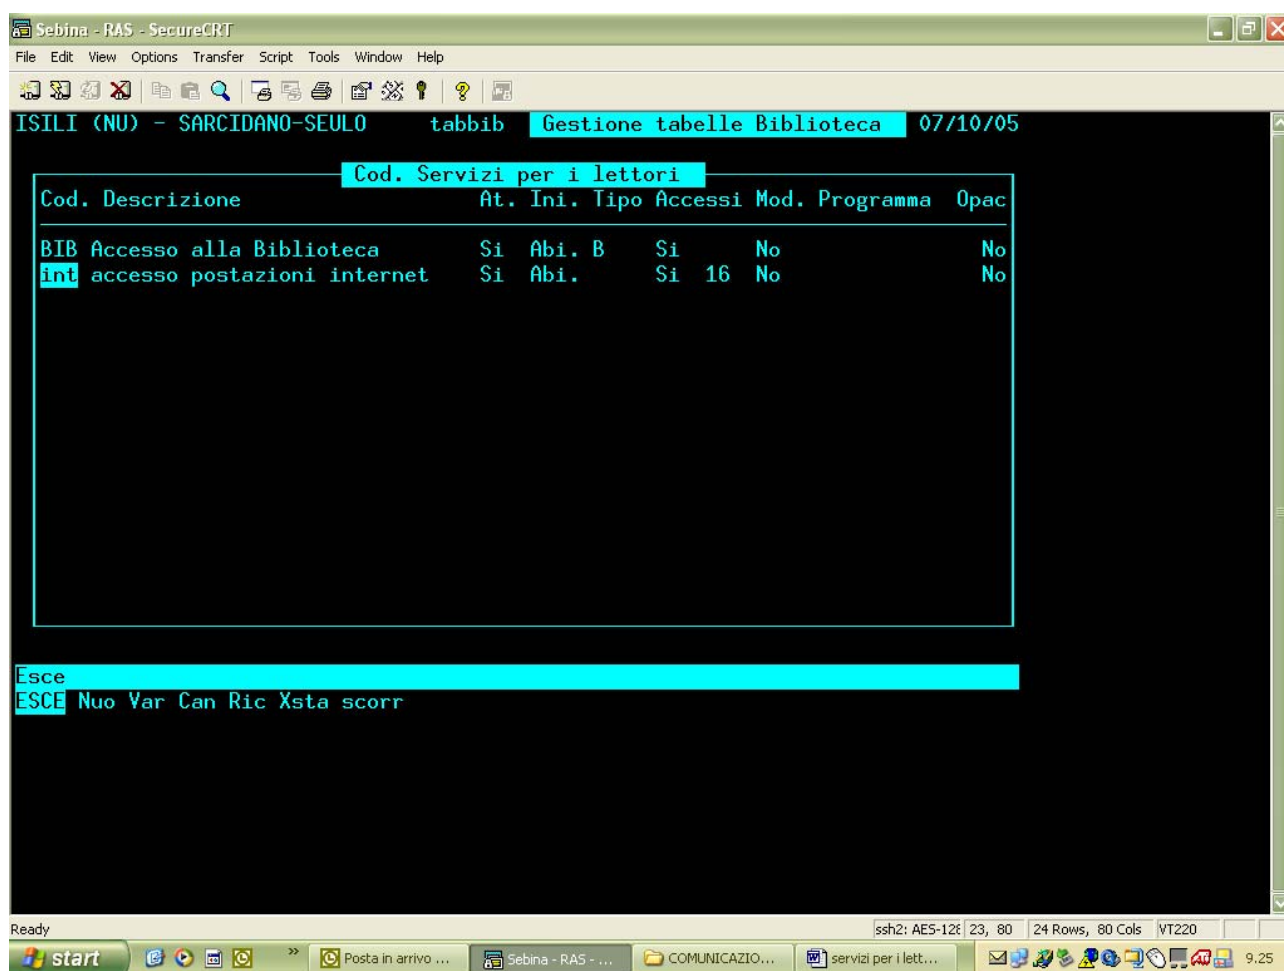 Sebina - RAS - SecureCRT
File Edit View Options Transfer Script Tools Window Help
ISILI (NU) - SARCIDANO-SEULO tabbib Gestione tabelle Biblioteca 07/10/05
Cod. Servizi per i lettori
Cod. Descrizione At. Ini. Tipo Accessi Mod. Programma Opac
BIB Accesso alla Biblioteca Si Abi. B Si No No
int accesso postazioni internet Si Abi. Si 16 No No
Esce
ESCE Nuo Var Can Ric Xsta scorr
Ready ssh2: AES-128 23, 80 24 Rows, 80 Cols VT220
start Posta in arrivo ... Sebina - RAS - ... COMUNICAZIO... servizi per i lett... 9.25